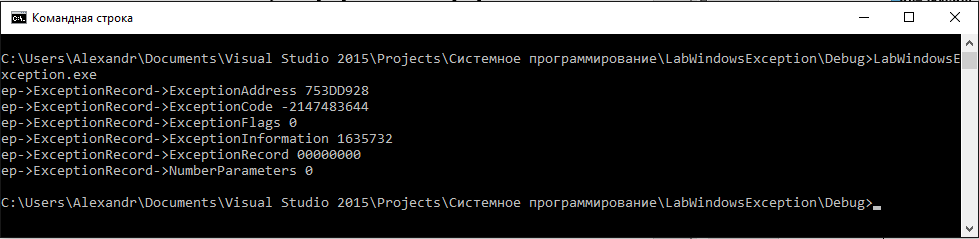 Командная строка
C:\Users\Alexandr\Documents\Visual Studio 2015\Projects\Системное программирование\LabWindowsException\Debug>LabWindowsE
xception.exe
ep->ExceptionRecord->ExceptionAddress 753DD928
ep->ExceptionRecord->ExceptionCode -2147483644
ep->ExceptionRecord->ExceptionFlags 0
ep->ExceptionRecord->ExceptionInformation 1635732
ep->ExceptionRecord->ExceptionRecord 00000000
ep->ExceptionRecord->NumberParameters 0
C:\Users\Alexandr\Documents\Visual Studio 2015\Projects\Системное программирование\LabWindowsException\Debug>